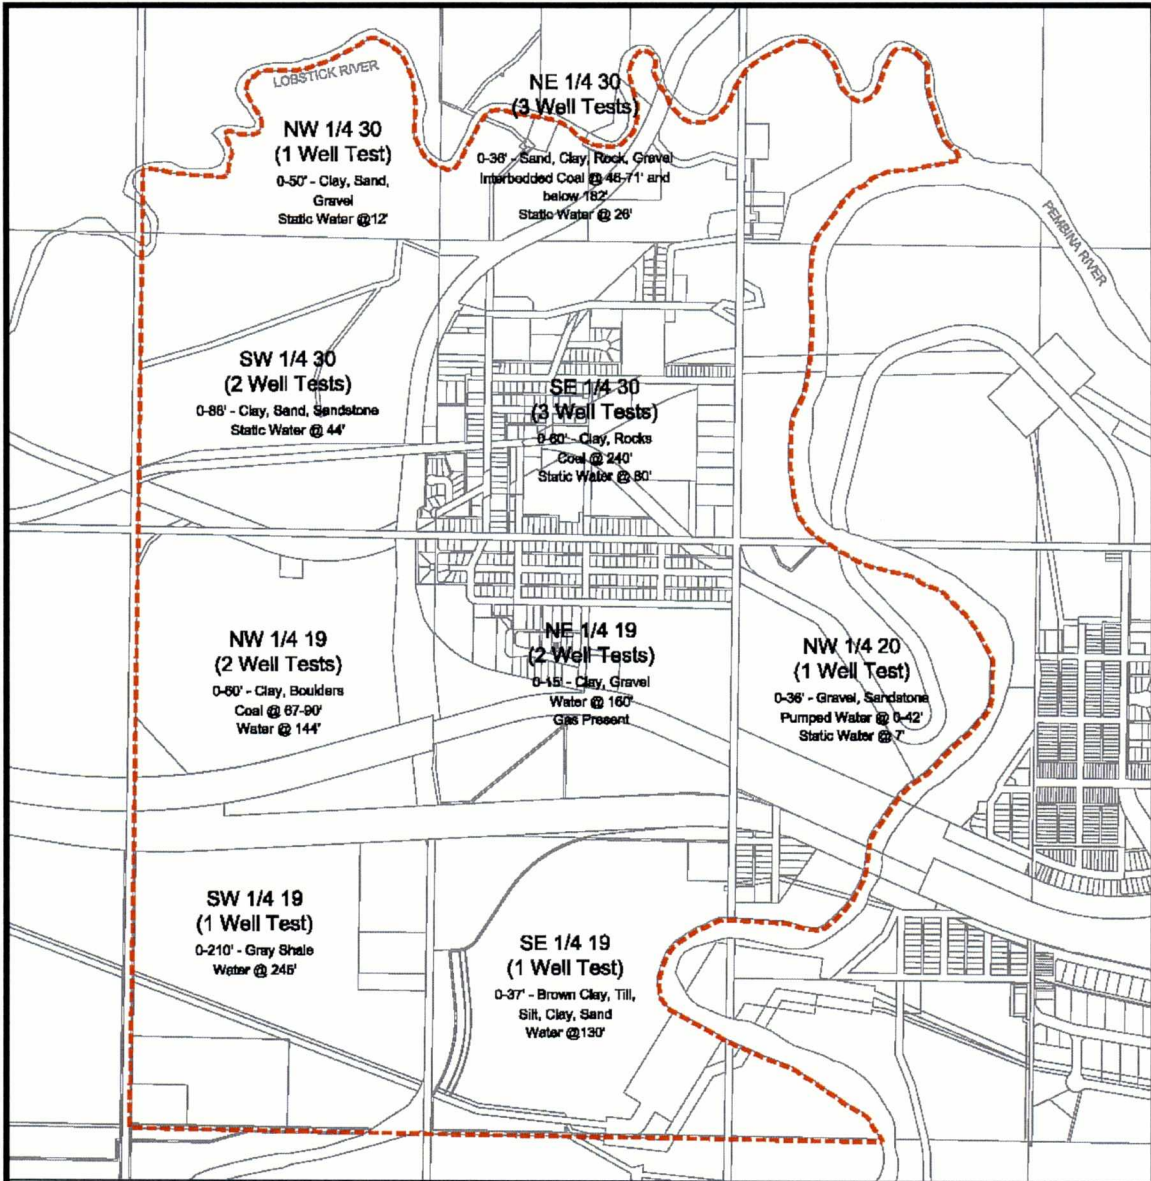 LOBSTICK RIVER
NE 1/4 30
(3 Well Tests)
0-36' - Sand, Clay, Rock, Gravel
Interbedded Coal @ 46-71' and
below 182'
Static Water @ 26'
NW 1/4 30
(1 Well Test)
0-50' - Clay, Sand,
Gravel
Static Water @12'
PEMBINA RIVER
SW 1/4 30
(2 Well Tests)
0-86' - Clay, Sand, Sandstone
Static Water @ 44'
SE 1/4 30
(3 Well Tests)
0-60' - Clay, Rocks
Coal @ 240'
Static Water @ 80'
NW 1/4 19
(2 Well Tests)
0-60' - Clay, Boulders
Coal @ 67-90'
Water @ 144'
NE 1/4 19
(2 Well Tests)
0-15' - Clay, Gravel
Water @ 160'
Gas Present
NW 1/4 20
(1 Well Test)
0-36' - Gravel, Sandstone
Pumped Water @ 0-42'
Static Water @ 7'
SW 1/4 19
(1 Well Test)
0-210' - Gray Shale
Water @ 245'
SE 1/4 19
(1 Well Test)
0-37' - Brown Clay, Till,
Silt, Clay, Sand
Water @130'